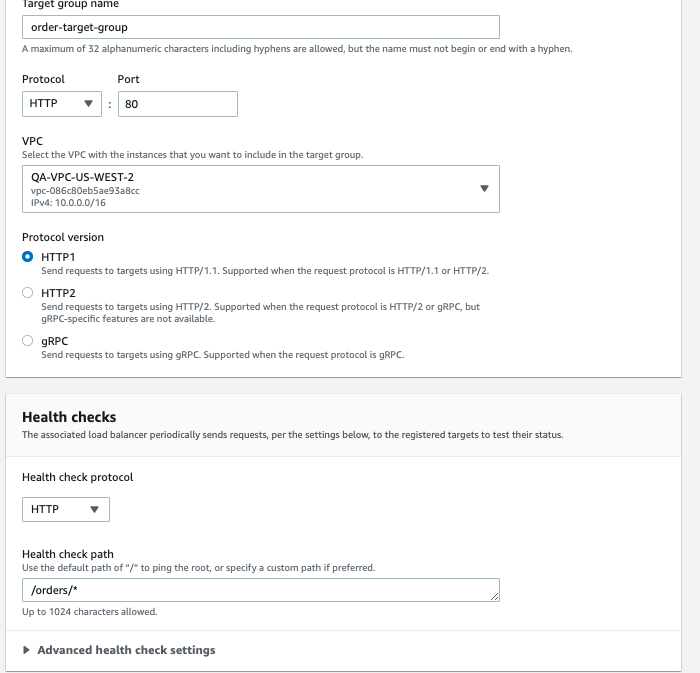 Target group name
order-target-group
A maximum of 32 alphanumeric characters including hyphens are allowed, but the name must not begin or end with a hyphen.
Protocol Port
HTTP : 80
VPC
Select the VPC with the instances that you want to include in the target group.
QA-VPC-US-WEST-2
vpc-086c80eb5ae93a8cc
IPv4: 10.0.0.0/16
Protocol version
HTTP1
Send requests to targets using HTTP/1.1. Supported when the request protocol is HTTP/1.1 or HTTP/2.
HTTP2
Send requests to targets using HTTP/2. Supported when the request protocol is HTTP/2 or gRPC, but
gRPC-specific features are not available.
gRPC
Send requests to targets using gRPC. Supported when the request protocol is gRPC.
Health checks
The associated load balancer periodically sends requests, per the settings below, to the registered targets to test their status.
Health check protocol
HTTP
Health check path
Use the default path of "/" to ping the root, or specify a custom path if preferred.
/orders/*
Up to 1024 characters allowed.
Advanced health check settings